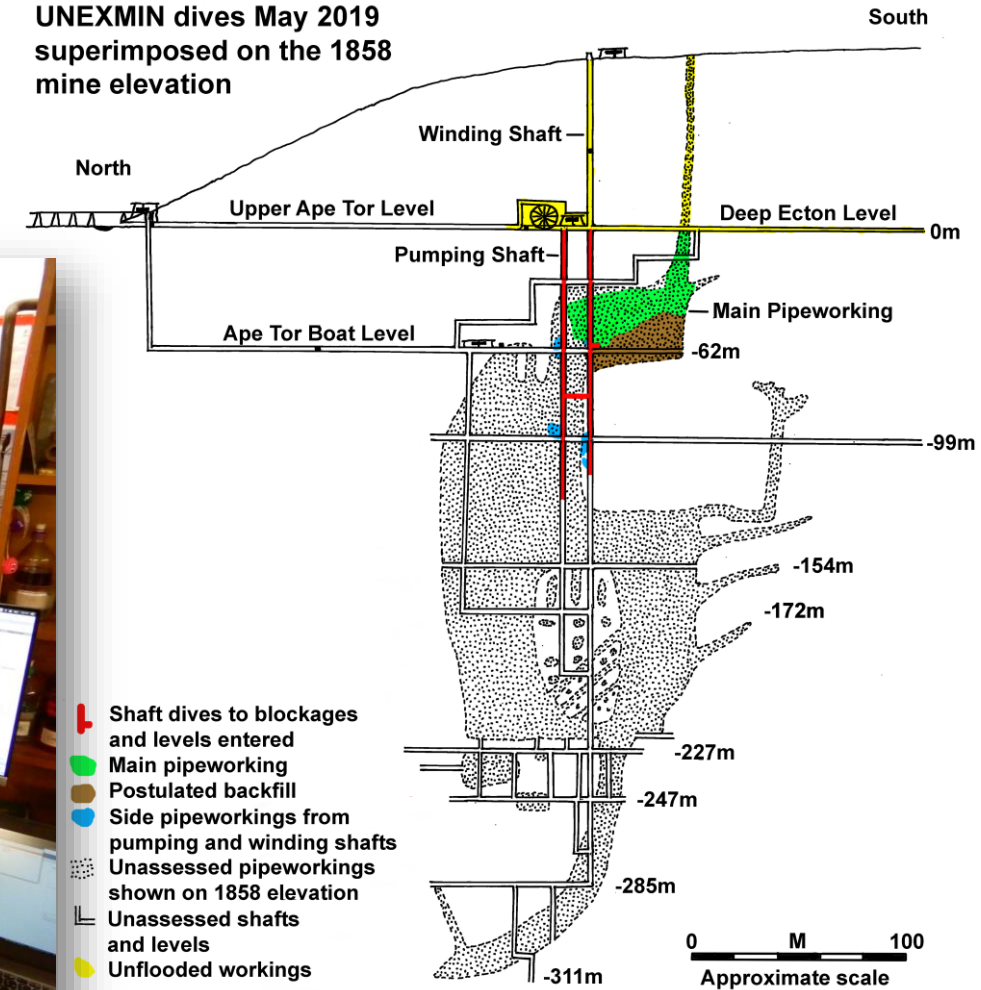 UNEXMIN dives May 2019
superimposed on the 1858
mine elevation
South
Winding Shaft
North
Upper Ape Tor Level
Deep Ecton Level
0m
Pumping Shaft
Main Pipeworking
Ape Tor Boat Level
-62m
-99m
-154m
-172m
Shaft dives to blockages
and levels entered
Main pipeworking
Postulated backfill
Side pipeworkings from
pumping and winding shafts
Unassessed pipeworkings
shown on 1858 elevation
Unassessed shafts
and levels
Unflooded workings
-227m
-247m
-285m
-311m
0 M 100
Approximate scale